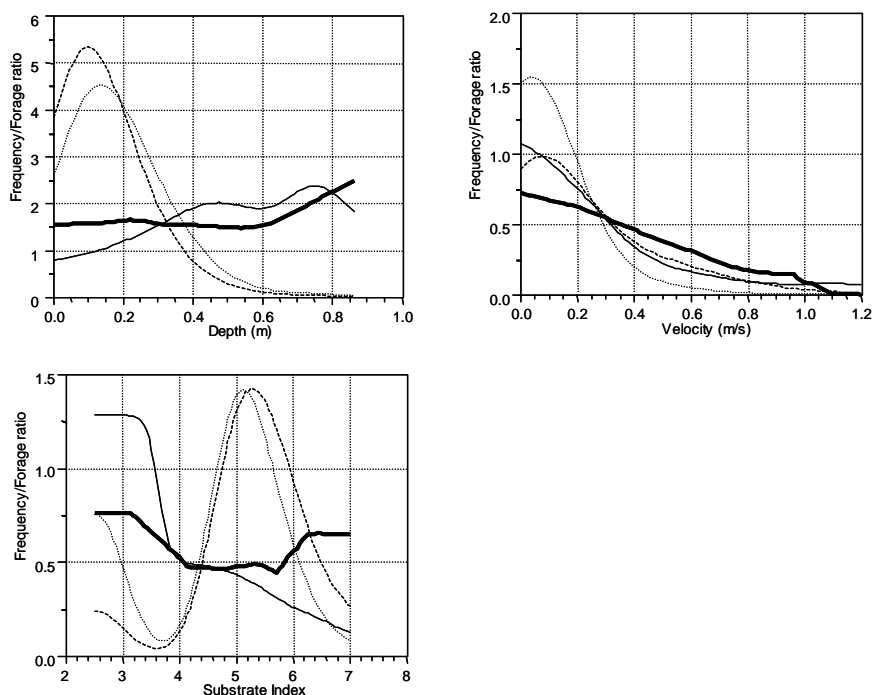 Frequency/Forage ratio
6
5
4
3
2
1
0
0.0 0.2 0.4 0.6 0.8 1.0
Depth (m)
Frequency/Forage ratio
2.0
1.5
1.0
0.5
0.0
0.0 0.2 0.4 0.6 0.8 1.0 1.2
Velocity (m/s)
Frequency/Forage ratio
1.5
1.0
0.5
0.0
2 3 4 5 6 7 8
Substrate Index